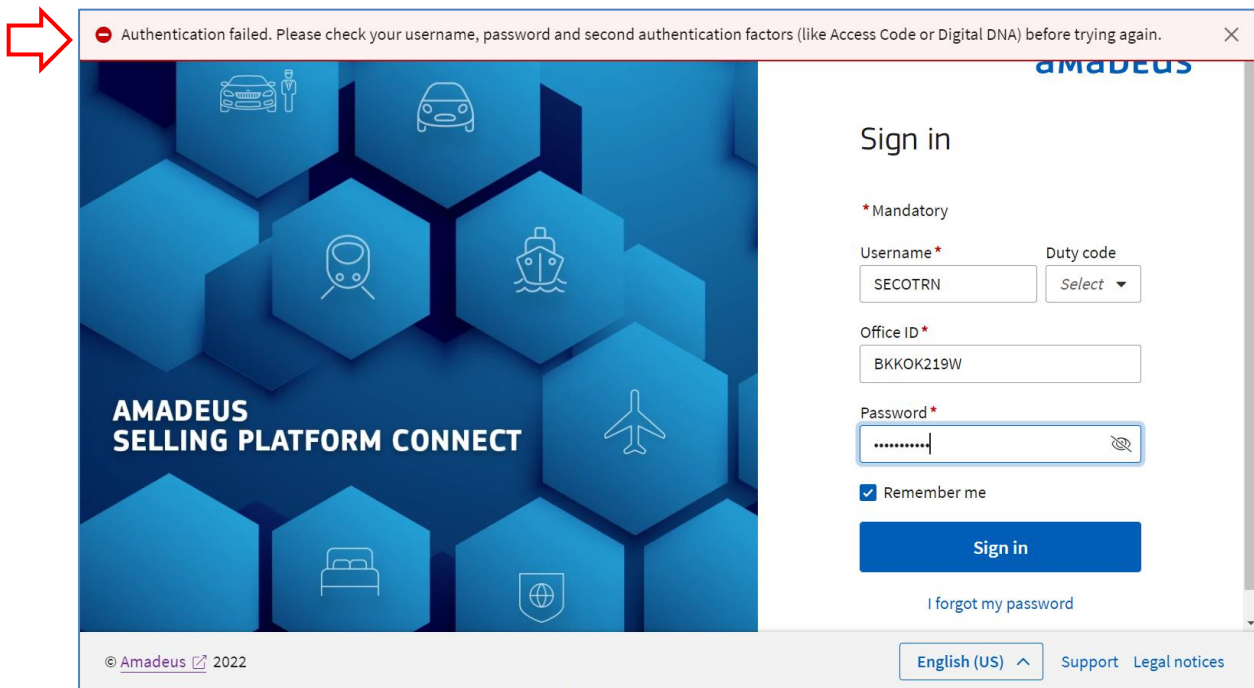 Authentication failed. Please check your username, password and second authentication factors (like Access Code or Digital DNA) before trying again.
aMaDEUS
Sign in
* Mandatory
Username *
Duty code
SECOTRN
Select
Office ID *
BKKOK219W
Password *
•••••••••••
Remember me
Sign in
I forgot my password
AMADEUS
SELLING PLATFORM CONNECT
© Amadeus 2022
English (US)
Support
Legal notices